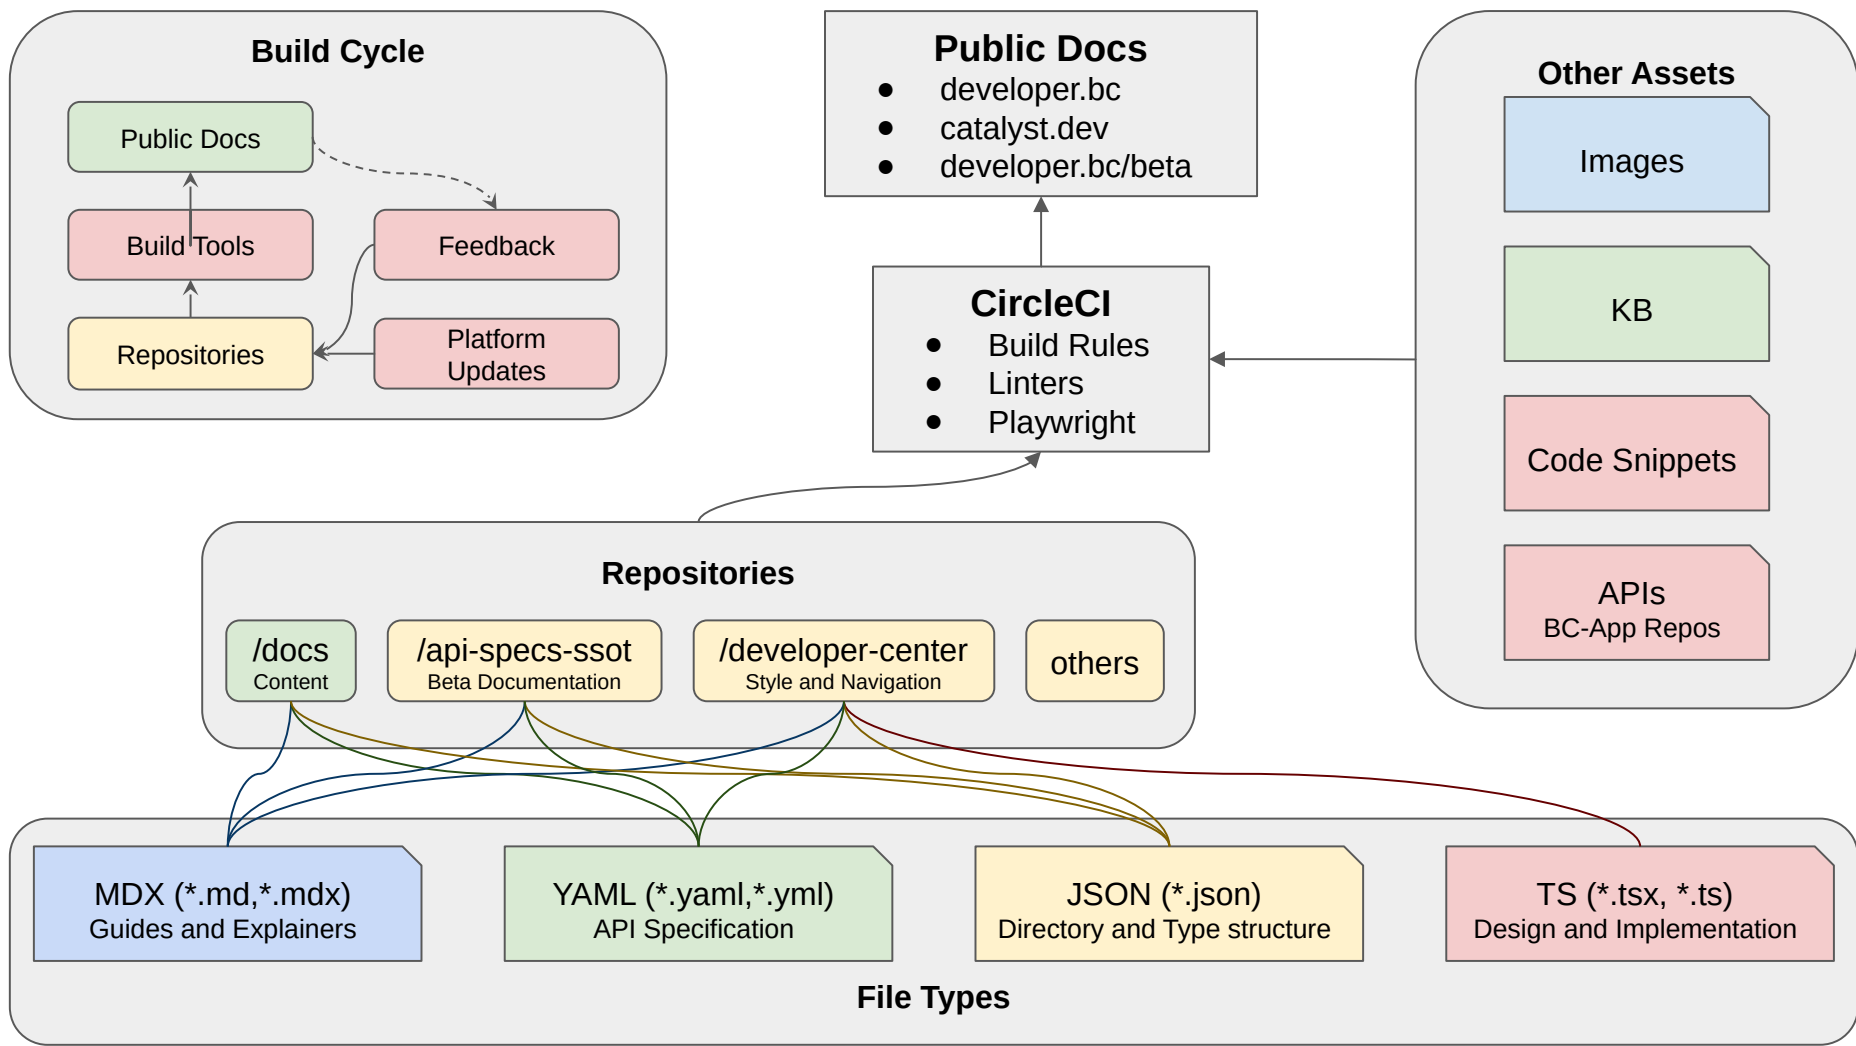 Build Cycle
Public Docs
Build Tools
Feedback
Repositories
Platform
Updates
Public Docs
● developer.bc
● catalyst.dev
● developer.bc/beta
CircleCI
● Build Rules
● Linters
● Playwright
Other Assets
Images
KB
Code Snippets
APIs
BC-App Repos
Repositories
/docs
Content
/api-specs-ssot
Beta Documentation
/developer-center
Style and Navigation
others
MDX (*.md,*.mdx)
Guides and Explainers
YAML (*.yaml,*.yml)
API Specification
JSON (*.json)
Directory and Type structure
TS (*.tsx, *.ts)
Design and Implementation
File Types